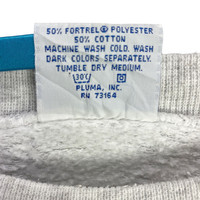 50% FORTREL® POLYESTER
50% COTTON
MACHINE WASH COLD. WASH
DARK COLORS SEPARATELY.
TUMBLE DRY MEDIUM.
30°C
PLUMA, INC.
RN 73164